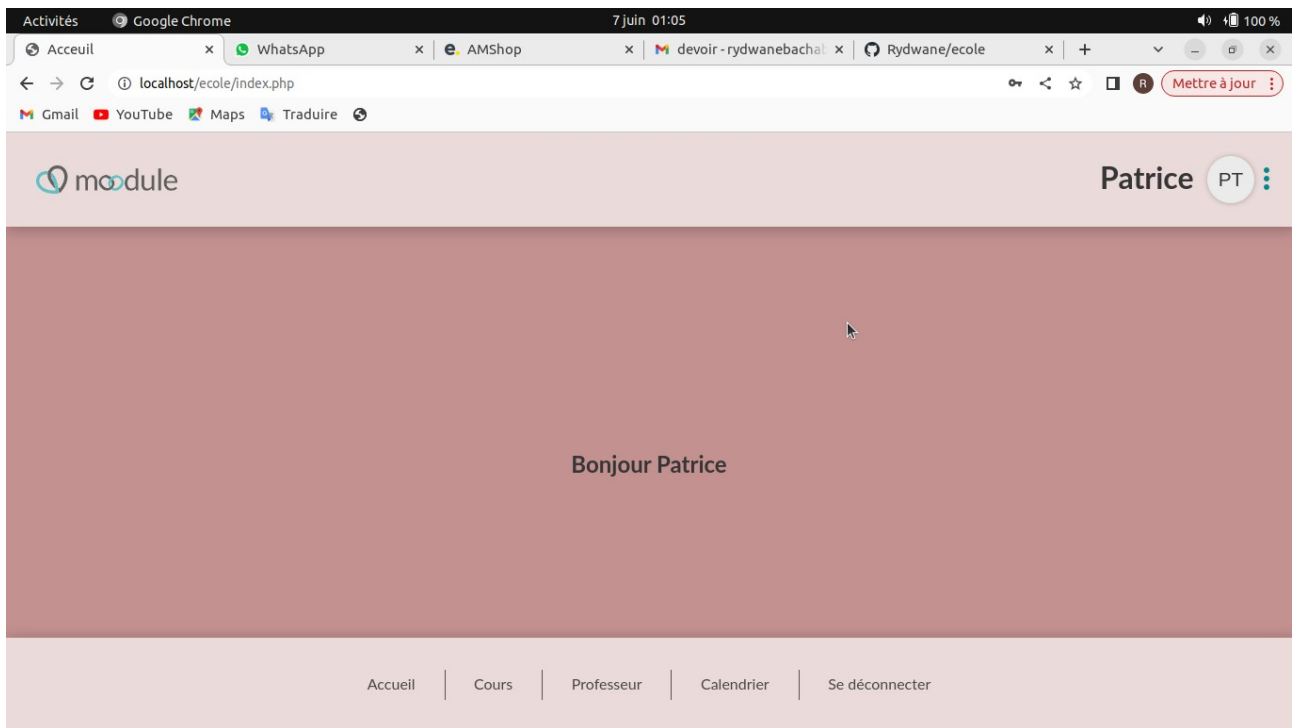 Activités Google Chrome 7 juin 01:05 100 %
Acceuil WhatsApp e. AMShop devoir - rydwanebachab Rydwane/ecole
localhost/ecole/index.php R Mettre à jour
Gmail YouTube Maps Traduire
moodule Patrice PT
Bonjour Patrice
Accueil Cours Professeur Calendrier Se déconnecter